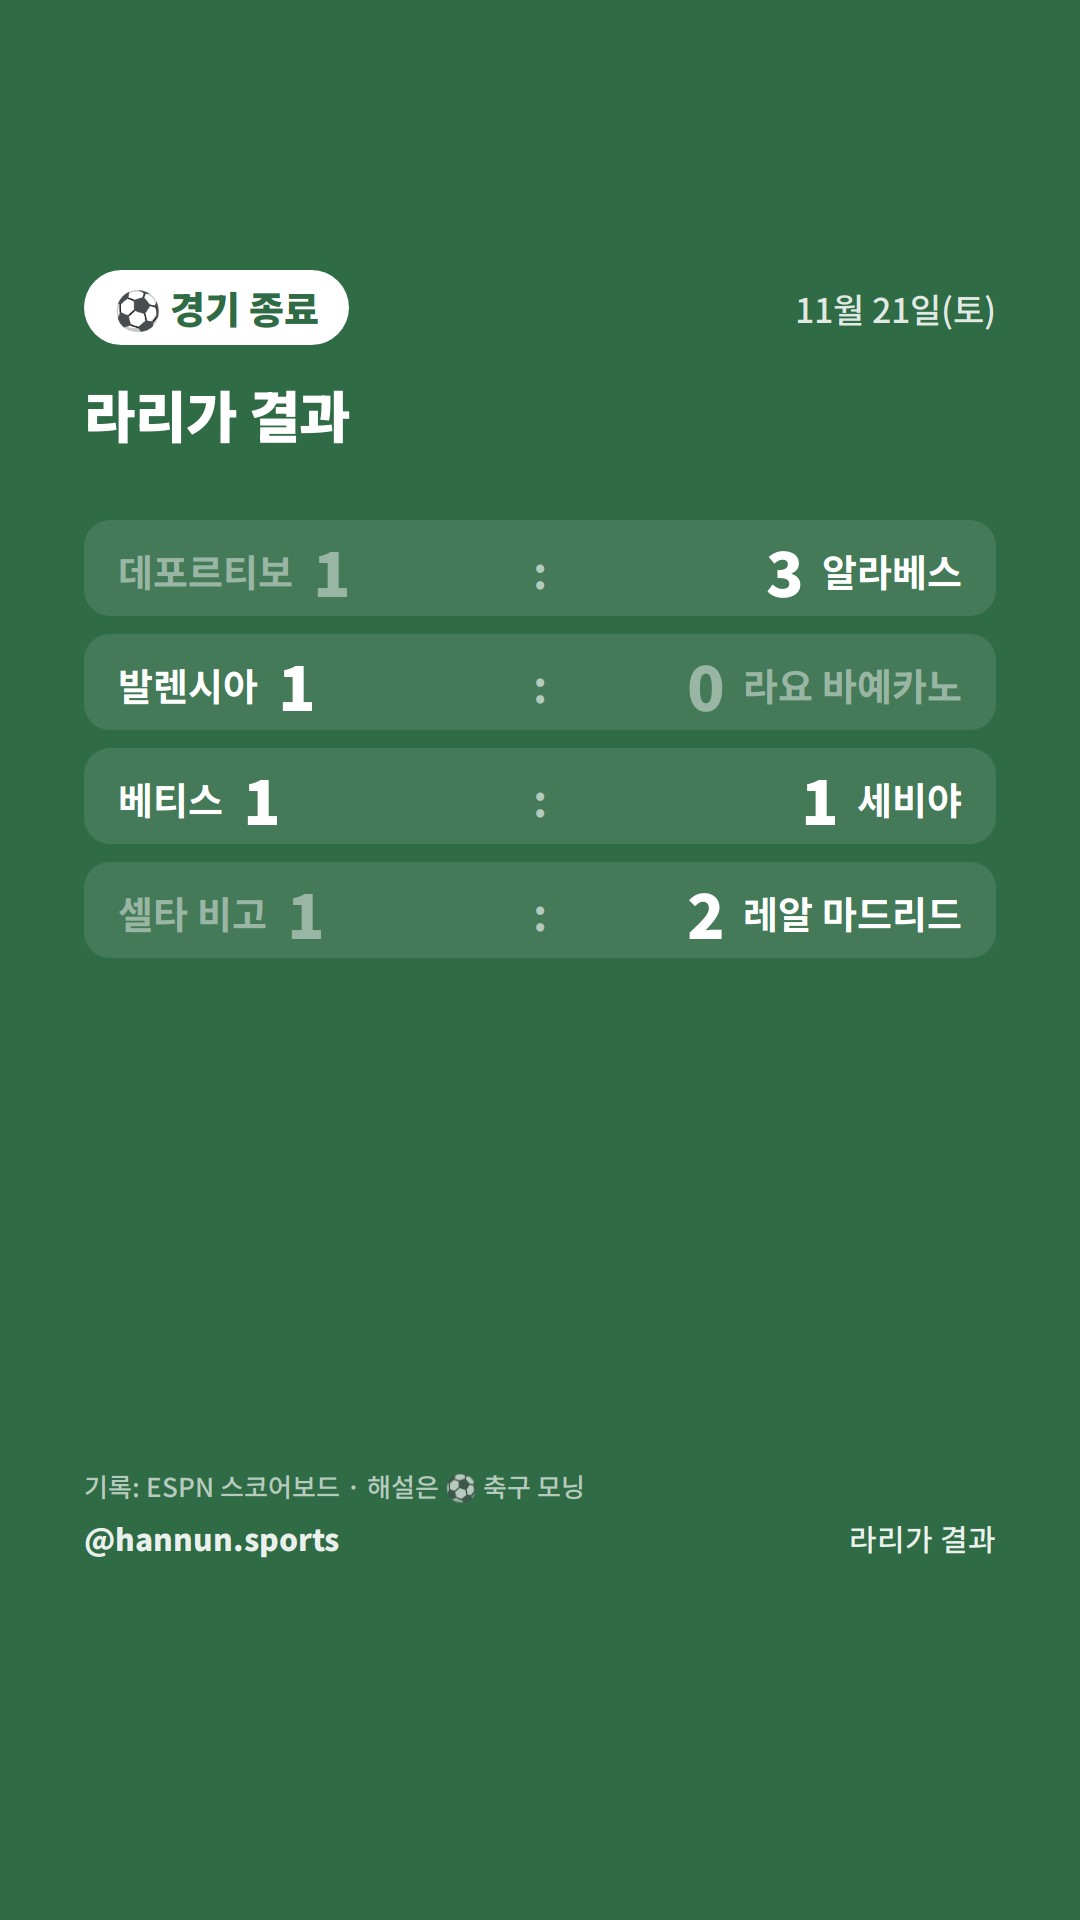 ⚽ 경기 종료
11월 21일(토)
라리가 결과
데포르티보 1 : 3 알라베스
발렌시아 1 : 0 라요 바예카노
베티스 1 : 1 세비야
셀타 비고 1 : 2 레알 마드리드
기록: ESPN 스코어보드 · 해설은 ⚽ 축구 모닝
@hannun.sports
라리가 결과